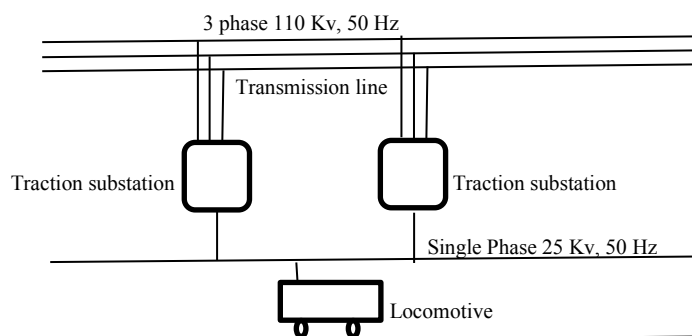 3 phase 110 Kv, 50 Hz
Transmission line
Traction substation
Traction substation
Single Phase 25 Kv, 50 Hz
Locomotive